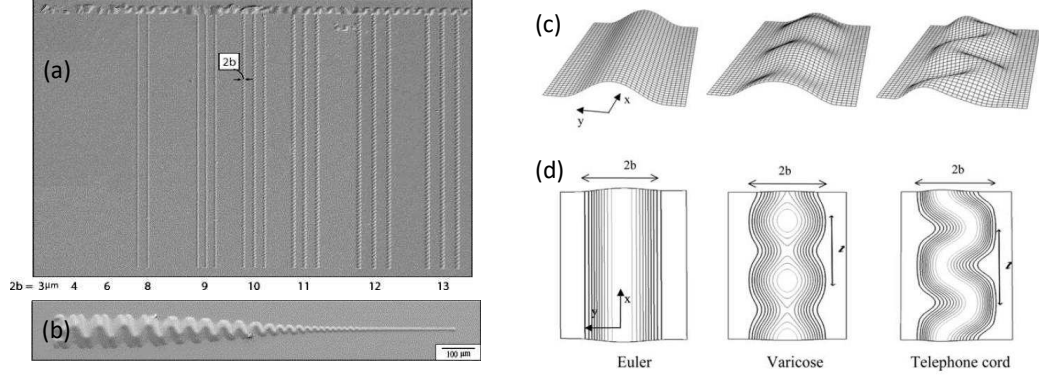 (a)
2b
2b = 3µm 4 6 8 9 10 11 12 13
(b)
100 µm
(c)
x
y
(d)
2b 2b 2b
x
y
Euler Varicose Telephone cord